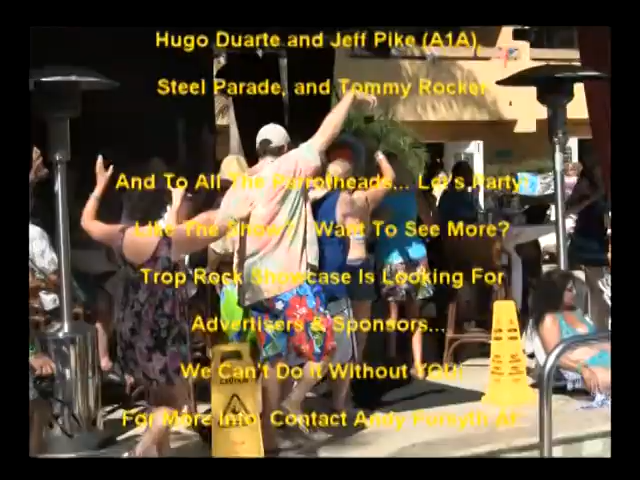 Hugo Duarte and Jeff Pike (A1A),
Steel Parade, and Tommy Rocker
And To All The Parrotheads... Let's Party!
Like The Show? Want To See More?
Trop Rock Showcase Is Looking For
Advertisers & Sponsors...
We Can't Do It Without YOU!
For More Info, Contact Andy Forsyth At
CAUTION